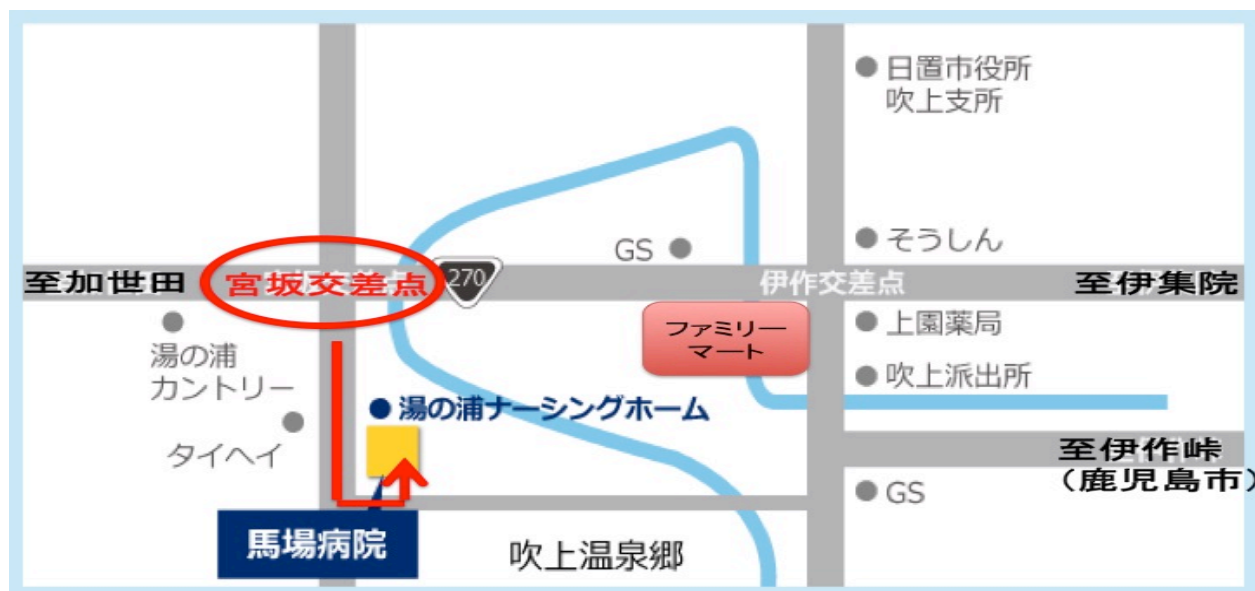 日置市役所
吹上支所
GS
そうしん
至加世田
宮坂交差点
270
伊作交差点
至伊集院
ファミリー
マート
上園薬局
湯の浦
カントリー
吹上派出所
湯の浦ナーシングホーム
タイヘイ
至伊作峠
（鹿児島市）
GS
馬場病院
吹上温泉郷